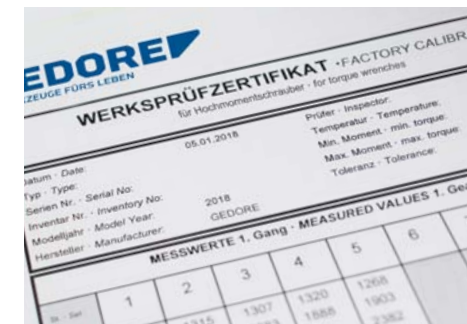 EDORE
KZEUGE FÜRS LEBEN
WERKSPRÜFZERTIFIKAT · FACTORY CALIBR
für Hochmomentschrauber · for torque wrenches
Datum · Date: 05.01.2018 Prüfer · Inspector:
Typ · Type: Temperatur · Temperature:
Serien Nr. · Serial No: Min. Moment · min. torque:
Inventar Nr. · Inventory No: Max. Moment · max. torque:
Modelljahr · Model Year: 2018 Toleranz · Tolerance:
Hersteller · Manufacturer: GEDORE
MESSWERTE 1. Gang · MEASURED VALUES 1. Ge
1 2 3 4 5 6
1315 1307 1320 1268
1888 1903
2382